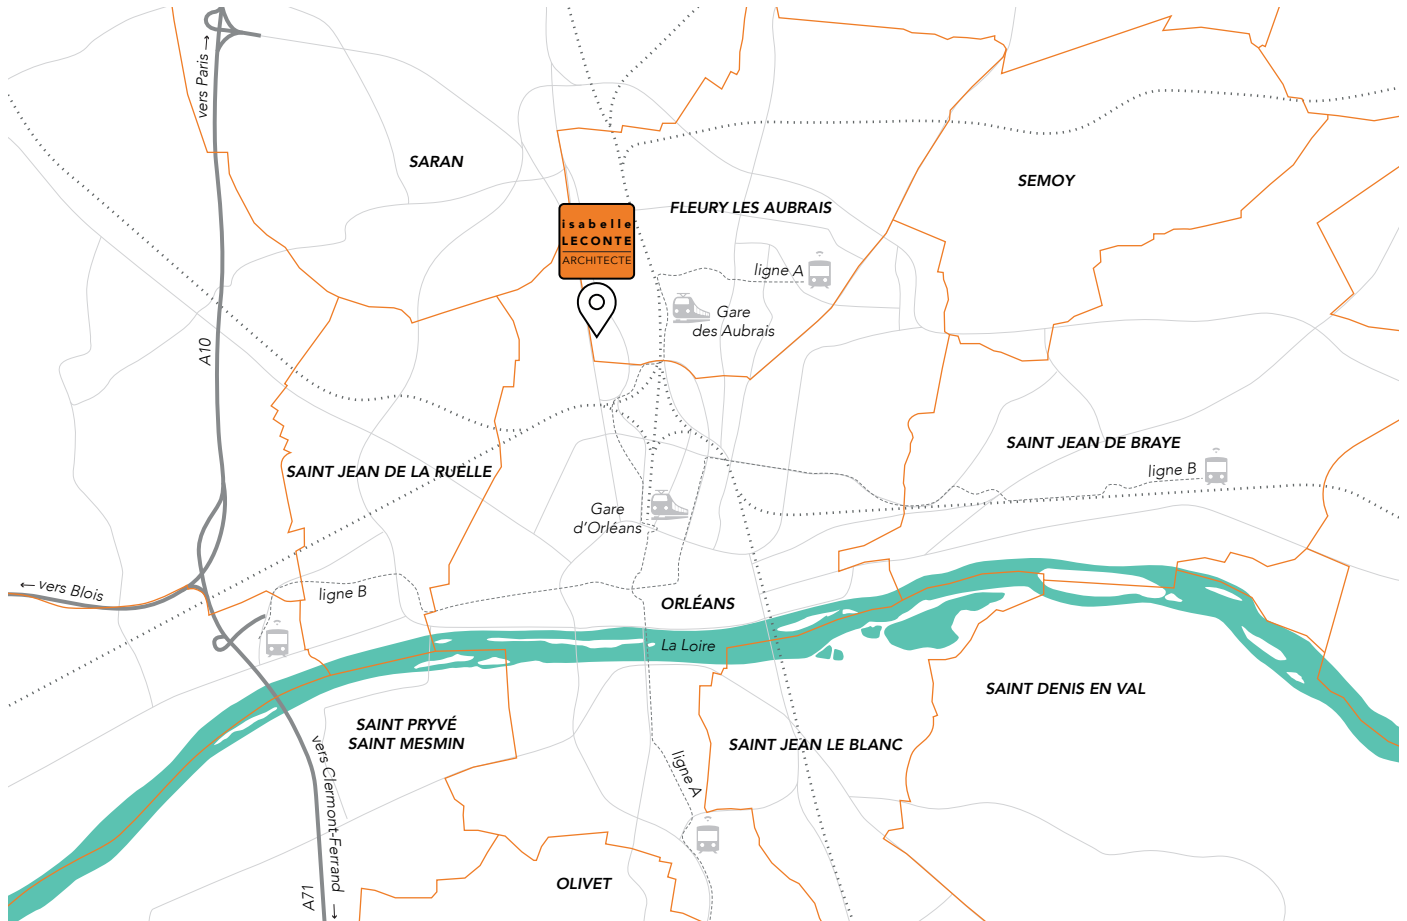 vers Paris →
SARAN
SEMOY
FLEURY LES AUBRAIS
isabelle
LECONTE
ARCHITECTE
ligne A
Gare
des Aubrais
A10
SAINT JEAN DE BRAYE
ligne B
SAINT JEAN DE LA RUELLE
Gare
d’Orléans
← vers Blois
ligne B
ORLÉANS
La Loire
SAINT DENIS EN VAL
SAINT PRYVÉ
SAINT MESMIN
SAINT JEAN LE BLANC
vers Clermont-Ferrand →
ligne A
A71
OLIVET